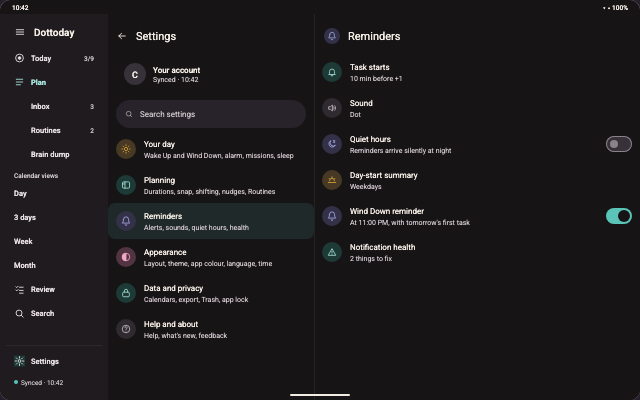 10:42
100%
Dottoday
Today 3/9
Plan
Inbox 3
Routines 2
Brain dump
Calendar views
Day
3 days
Week
Month
Review
Search
Settings
Synced · 10:42
Settings
C
Your account
Synced · 10:42
Search settings
Your day
Wake Up and Wind Down, alarm, missions, sleep
Planning
Durations, snap, shifting, nudges, Routines
Reminders
Alerts, sounds, quiet hours, health
Appearance
Layout, theme, app colour, language, time
Data and privacy
Calendars, export, Trash, app lock
Help and about
Help, what's new, feedback
Reminders
Task starts
10 min before +1
Sound
Dot
Quiet hours
Reminders arrive silently at night
Day-start summary
Weekdays
Wind Down reminder
At 11:00 PM, with tomorrow's first task
Notification health
2 things to fix